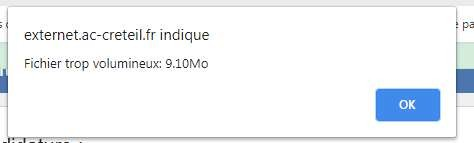 externet.ac-creteil.fr indique
Fichier trop volumineux: 9.10Mo
OK